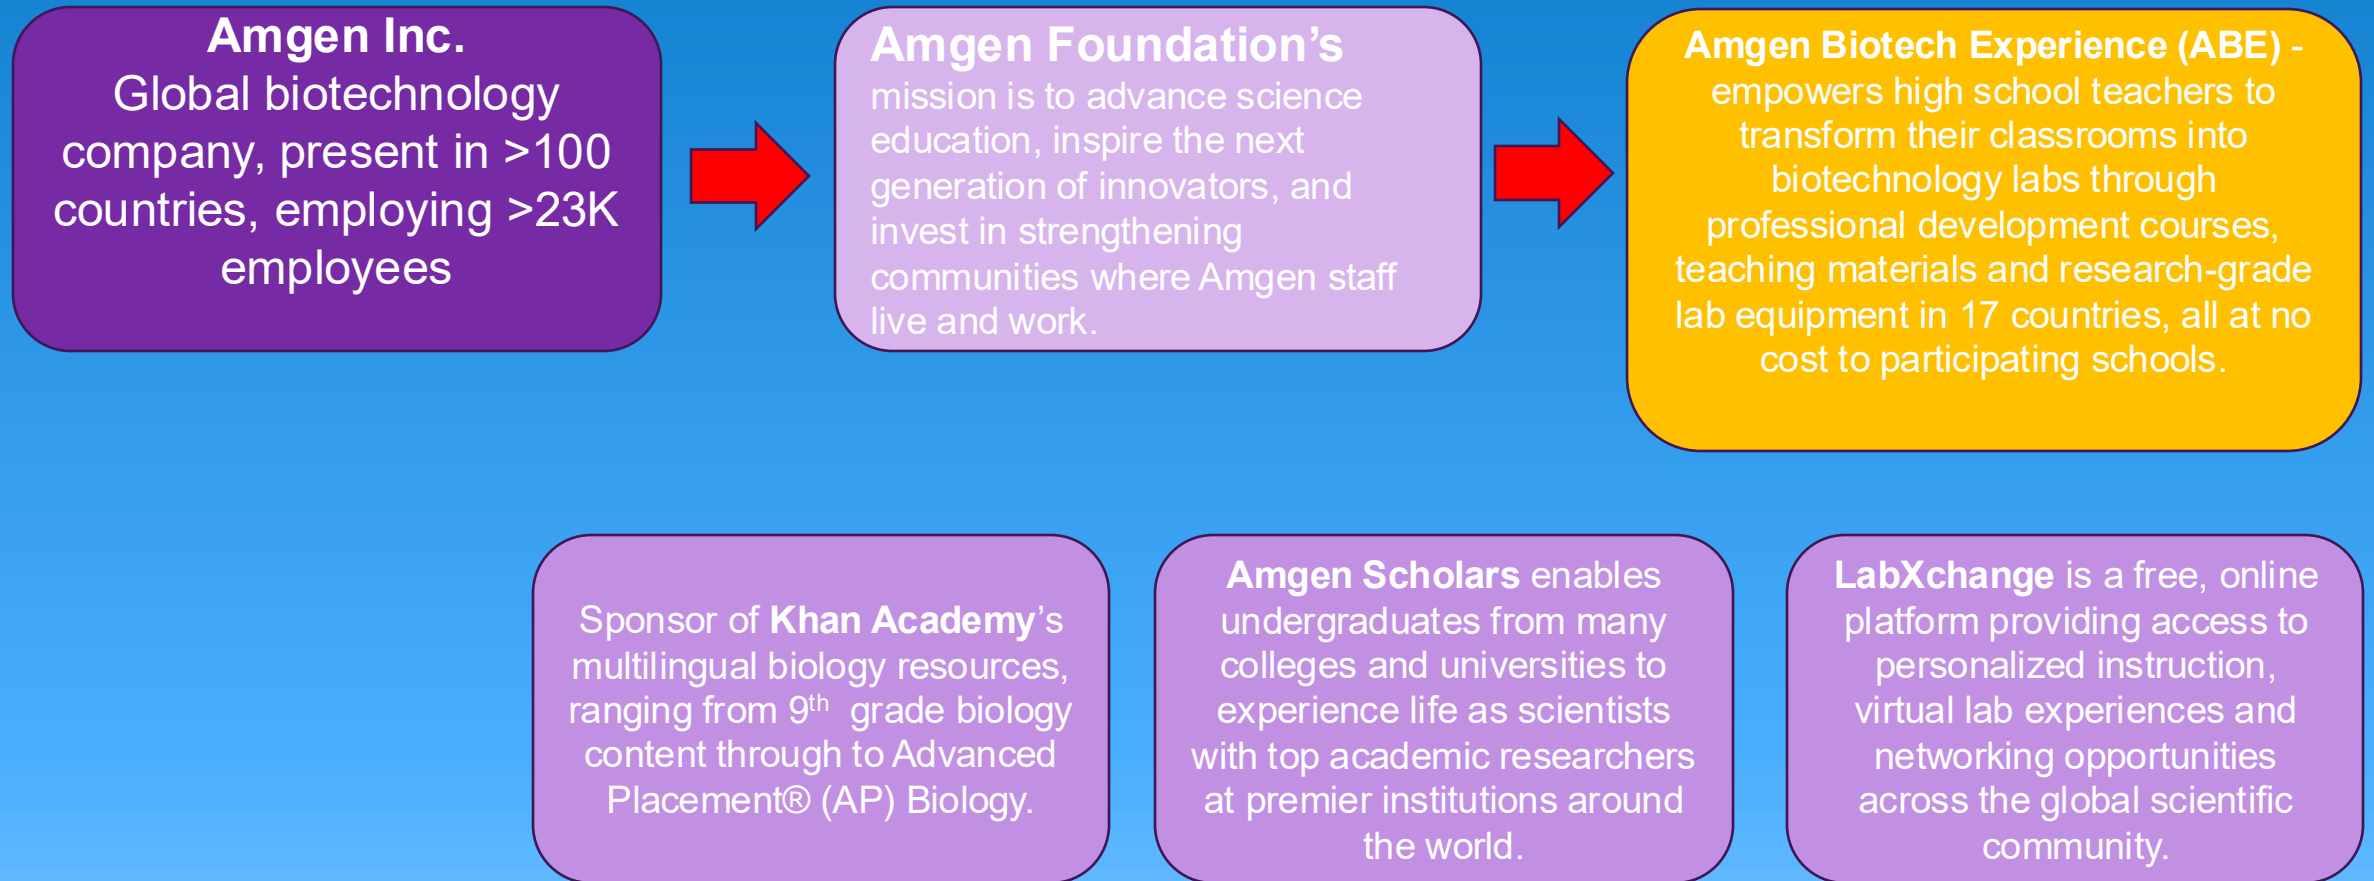 Amgen Inc.
Global biotechnology
company, present in >100
countries, employing >23K
employees
Amgen Foundation’s
mission is to advance science
education, inspire the next
generation of innovators, and
invest in strengthening
communities where Amgen staff
live and work.
Amgen Biotech Experience (ABE) -
empowers high school teachers to
transform their classrooms into
biotechnology labs through
professional development courses,
teaching materials and research-grade
lab equipment in 17 countries, all at no
cost to participating schools.
Sponsor of Khan Academy’s
multilingual biology resources,
ranging from 9th grade biology
content through to Advanced
Placement® (AP) Biology.
Amgen Scholars enables
undergraduates from many
colleges and universities to
experience life as scientists
with top academic researchers
at premier institutions around
the world.
LabXchange is a free, online
platform providing access to
personalized instruction,
virtual lab experiences and
networking opportunities
across the global scientific
community.